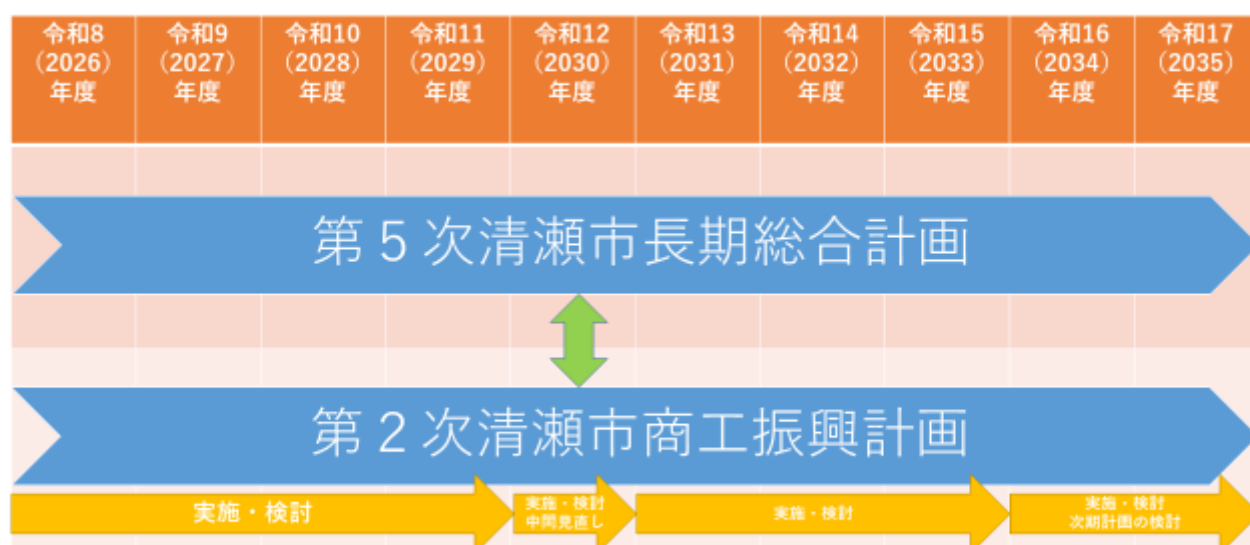 令和8
（2026）
年度
令和9
（2027）
年度
令和10
（2028）
年度
令和11
（2029）
年度
令和12
（2030）
年度
令和13
（2031）
年度
令和14
（2032）
年度
令和15
（2033）
年度
令和16
（2034）
年度
令和17
（2035）
年度
第５次清瀬市長期総合計画
第２次清瀬市商工振興計画
実施・検討
実施・検討
中間見直し
実施・検討
実施・検討
次期計画の検討